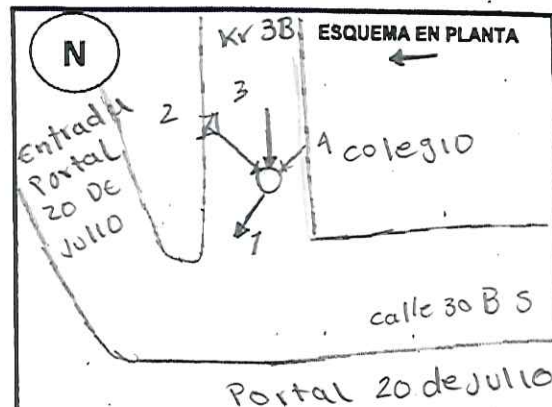 N
Kr 3B
ESQUEMA EN PLANTA
Entrada
Portal
20 DE
Julio
2
3
4
colegio
1
calle 30 B S
Portal 20 de julio